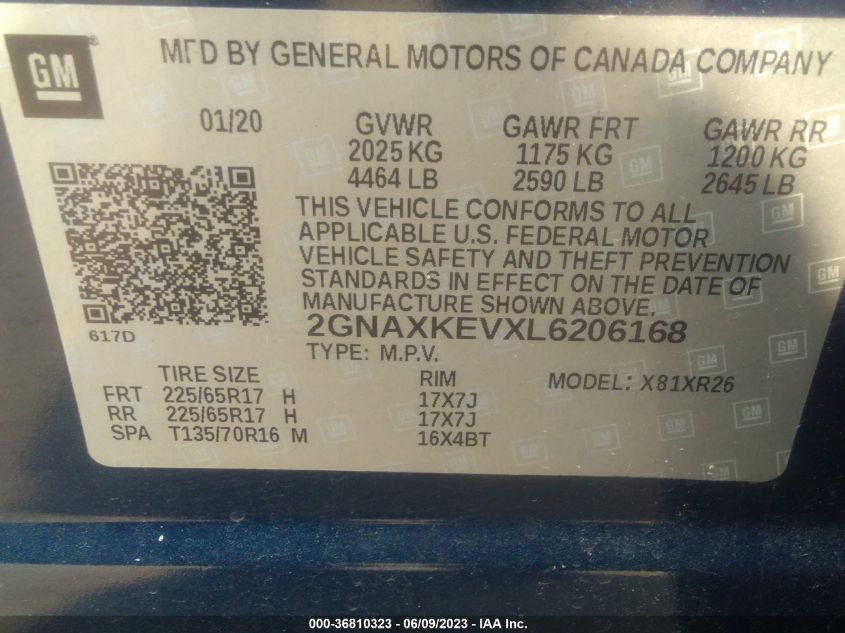 GM
MFD BY GENERAL MOTORS OF CANADA COMPANY
01/20 GVWR GAWR FRT GAWR RR
2025 KG 1175 KG 1200 KG
4464 LB 2590 LB 2645 LB
THIS VEHICLE CONFORMS TO ALL
APPLICABLE U.S. FEDERAL MOTOR
VEHICLE SAFETY AND THEFT PREVENTION
STANDARDS IN EFFECT ON THE DATE OF
MANUFACTURE SHOWN ABOVE.
617D 2GNAXKEVXL6206168
TYPE: M.P.V.
TIRE SIZE RIM MODEL: X81XR26
FRT 225/65R17 H 17X7J
RR 225/65R17 H 17X7J
SPA T135/70R16 M 16X4BT
000-36810323 - 06/09/2023 - IAA Inc.